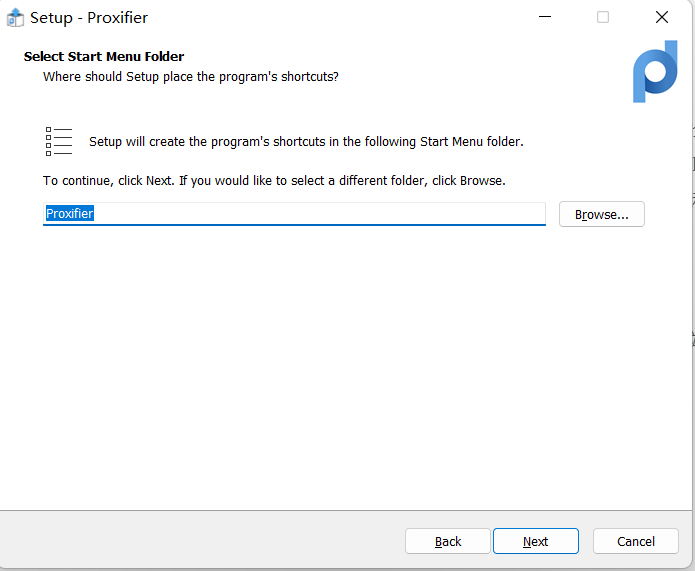 Setup - Proxifier
Select Start Menu Folder
Where should Setup place the program's shortcuts?
Setup will create the program's shortcuts in the following Start Menu folder.
To continue, click Next. If you would like to select a different folder, click Browse.
Proxifier
Browse...
Back
Next
Cancel